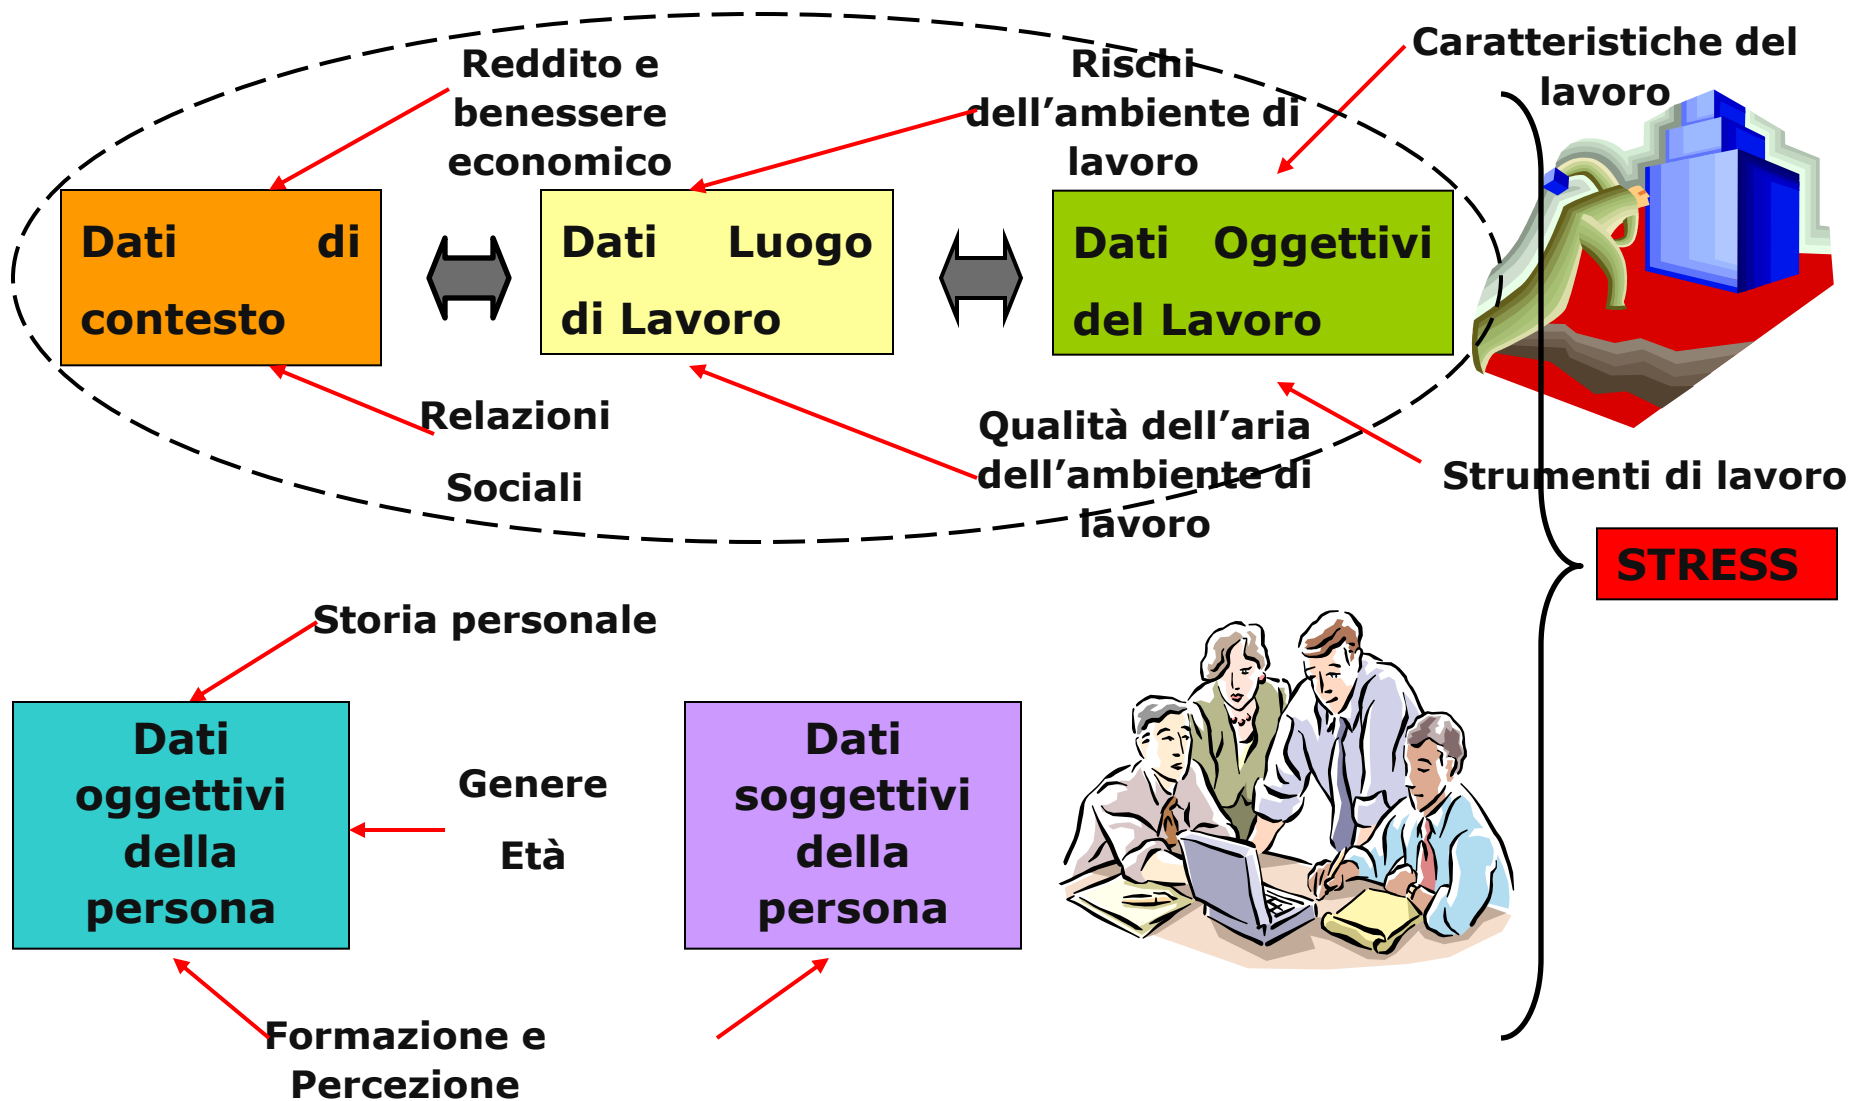 Reddito e
benessere
economico
Rischi
dell’ambiente di
lavoro
Caratteristiche del
lavoro
Dati di
contesto
Dati Luogo
di Lavoro
Dati Oggettivi
del Lavoro
Relazioni
Sociali
Qualità dell’aria
dell’ambiente di
lavoro
Strumenti di lavoro
STRESS
Storia personale
Dati
oggettivi
della
persona
Genere
Età
Dati
soggettivi
della
persona
Formazione e
Percezione